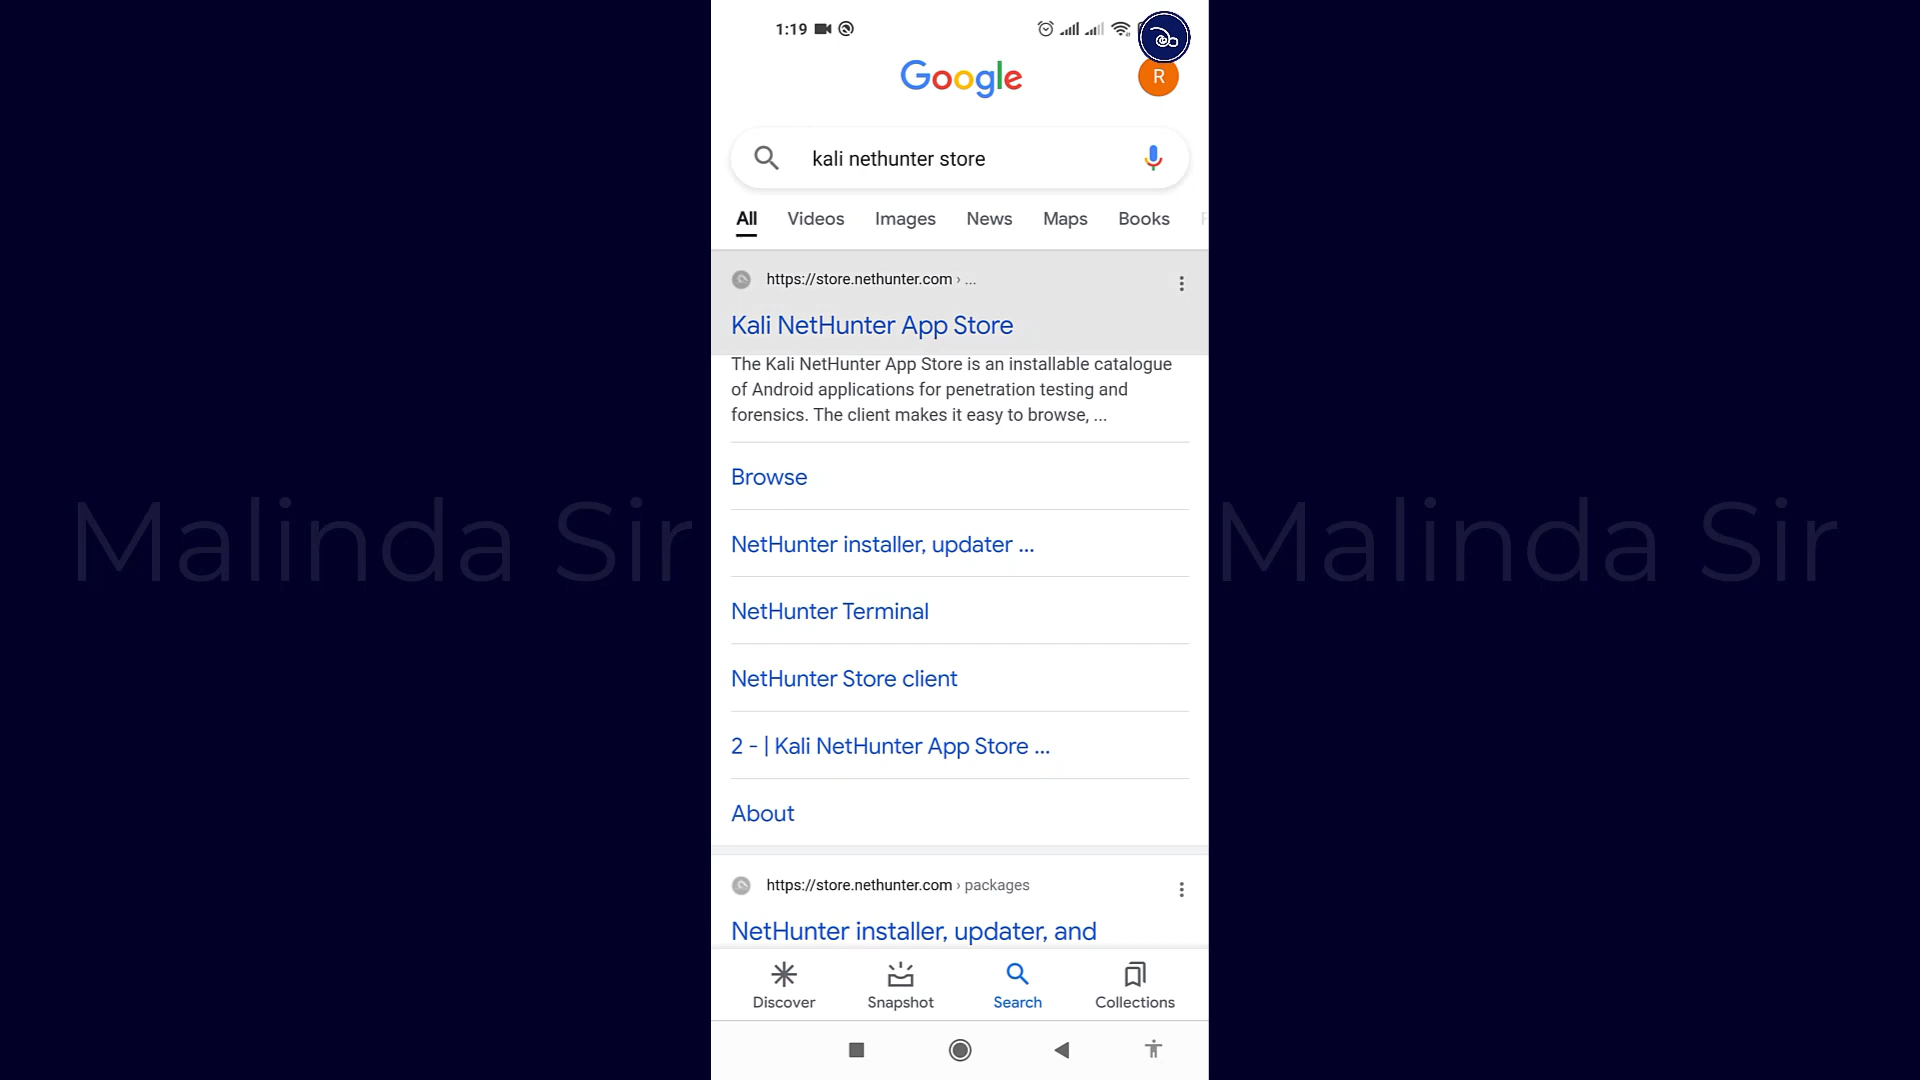 1:19
Google
R
kali nethunter store
All Videos Images News Maps Books
https://store.nethunter.com › ...
Kali NetHunter App Store
The Kali NetHunter App Store is an installable catalogue
of Android applications for penetration testing and
forensics. The client makes it easy to browse, ...
Browse
NetHunter installer, updater ...
NetHunter Terminal
NetHunter Store client
2 - | Kali NetHunter App Store ...
About
https://store.nethunter.com › packages
NetHunter installer, updater, and
Discover Snapshot Search Collections
Malinda Sir
Malinda Sir